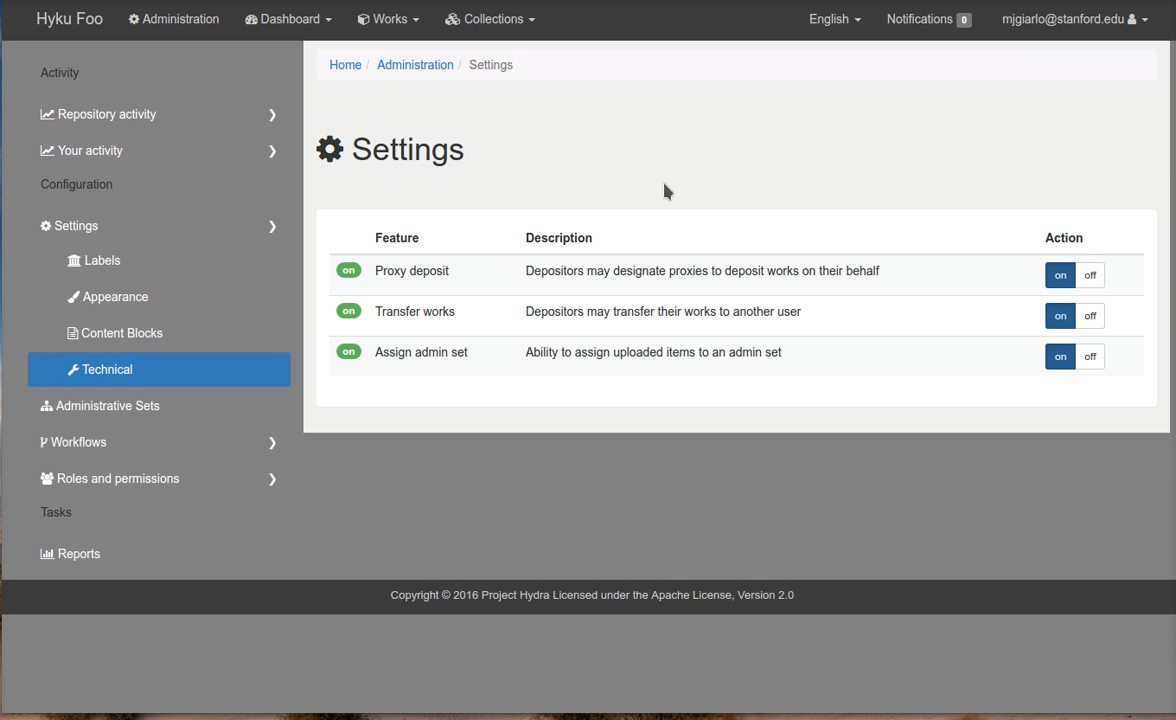 Hyku Foo Administration Dashboard Works Collections English Notifications 0 mjgiarlo@stanford.edu
Activity
Repository activity
Your activity
Configuration
Settings
Labels
Appearance
Content Blocks
Technical
Administrative Sets
Workflows
Roles and permissions
Tasks
Reports
Home / Administration / Settings
Settings
Feature Description Action
on Proxy deposit Depositors may designate proxies to deposit works on their behalf on off
on Transfer works Depositors may transfer their works to another user on off
on Assign admin set Ability to assign uploaded items to an admin set on off
Copyright © 2016 Project Hydra Licensed under the Apache License, Version 2.0